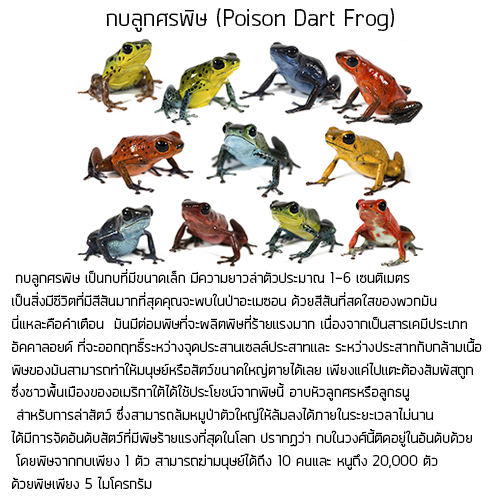 กบลูกศรพิษ (Poison Dart Frog)
กบลูกศรพิษ เป็นกบที่มีขนาดเล็ก มีความยาวลำตัวประมาณ 1-6 เซนติเมตร
เป็นสิ่งมีชีวิตที่มีสีสันมากที่สุดคุณจะพบในป่าอะเมซอน ด้วยสีสันที่สดใสของพวกมัน
นี่แหละคือคำเตือน มันมีต่อมพิษที่จะผลิตพิษที่ร้ายแรงมาก เนื่องจากเป็นสารเคมีประเภท
อัคคาลอยด์ ที่จะออกฤทธิ์ระหว่างจุดประสานเซลล์ประสาทและ ระหว่างประสาทกับกล้ามเนื้อ
พิษของมันสามารถทำให้มนุษย์หรือสัตว์ขนาดใหญ่ตายได้เลย เพียงแค่ไปแตะต้องสัมพัสถูก
ซึ่งชาวพื้นเมืองของอเมริกาใต้ได้ใช้ประโยชน์จากพิษนี้ อาบหัวลูกศรหรือลูกธนู
สำหรับการล่าสัตว์ ซึ่งสามารถล้มหมูป่าตัวใหญ่ให้ล้มลงได้ภายในระยะเวลาไม่นาน
ได้มีการจัดอันดับสัตว์ที่มีพิษร้ายแรงที่สุดในโลก ปรากฏว่า กบในวงศ์นี้ติดอยู่ในอันดับด้วย
โดยพิษจากกบเพียง 1 ตัว สามารถฆ่ามนุษย์ได้ถึง 10 คนและ หนูถึง 20,000 ตัว
ด้วยพิษเพียง 5 ไมโครกรัม